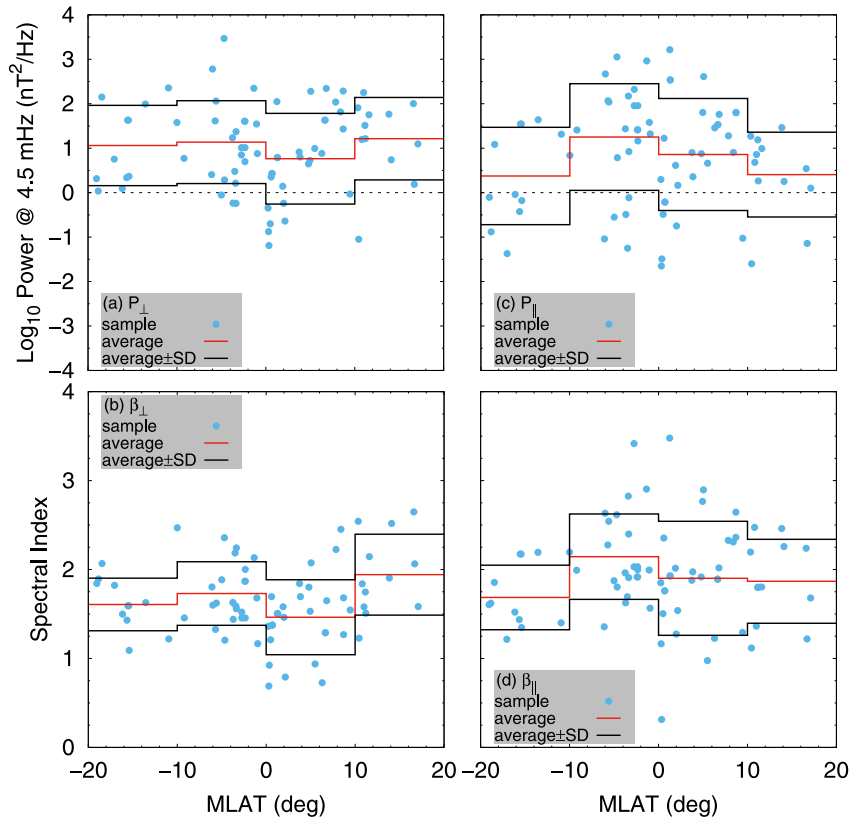 Log10 Power @ 4.5 mHz (nT²/Hz)
4
3
2
1
0
−1
−2
−3
−4
(a) P⊥
sample
average
average±SD
(c) P∥
sample
average
average±SD
Spectral Index
4
3
2
1
0
(b) β⊥
sample
average
average±SD
(d) β∥
sample
average
average±SD
−20 −10 0 10 20
−20 −10 0 10 20
MLAT (deg)
MLAT (deg)